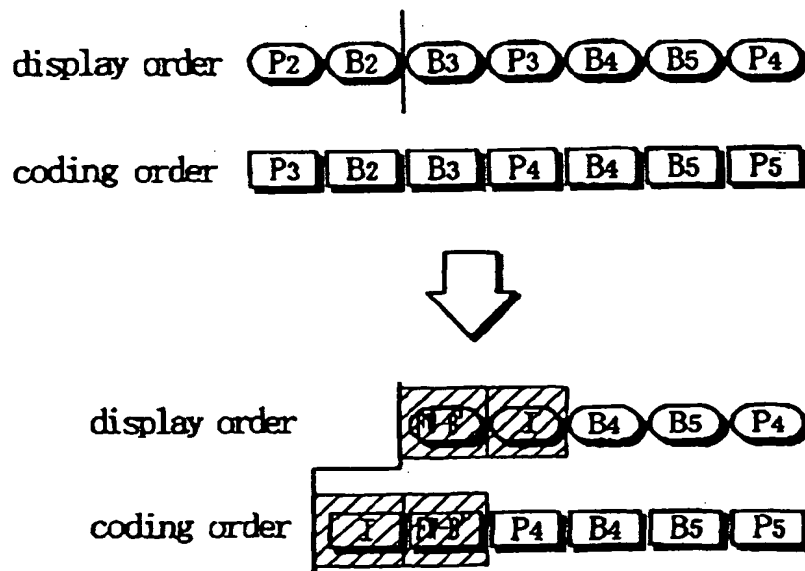 display order P2 B2 B3 P3 B4 B5 P4
coding order P3 B2 B3 P4 B4 B5 P5
display order I B4 B5 P4
coding order I P4 B4 B5 P5